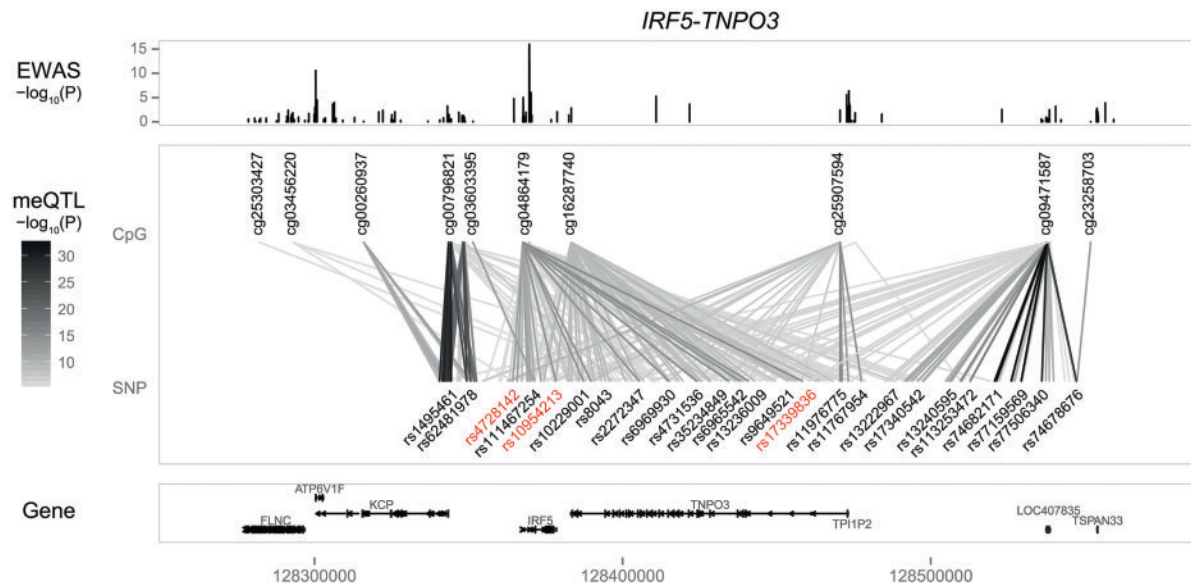 IRF5-TNPO3
EWAS
−log10(P)
15
10
5
0
meQTL
−log10(P)
30
25
20
15
10
CpG
cg25303427
cg03456220
cg00260937
cg00796821
cg03603395
cg04864179
cg16287740
cg25907594
cg09471587
cg23258703
SNP
rs1495461
rs62481978
rs4728142
rs111467254
rs10954213
rs10229001
rs8043
rs2272347
rs6969930
rs4731536
rs35234849
rs6965542
rs13236009
rs9649521
rs17339836
rs11976775
rs11767954
rs13222967
rs17340542
rs13240595
rs113253472
rs74682171
rs77159569
rs77506340
rs74678676
Gene
ATP6V1F
KCP
TNPO3
LOC407835
FLNC
IRF5
TPI1P2
TSPAN33
128300000
128400000
128500000